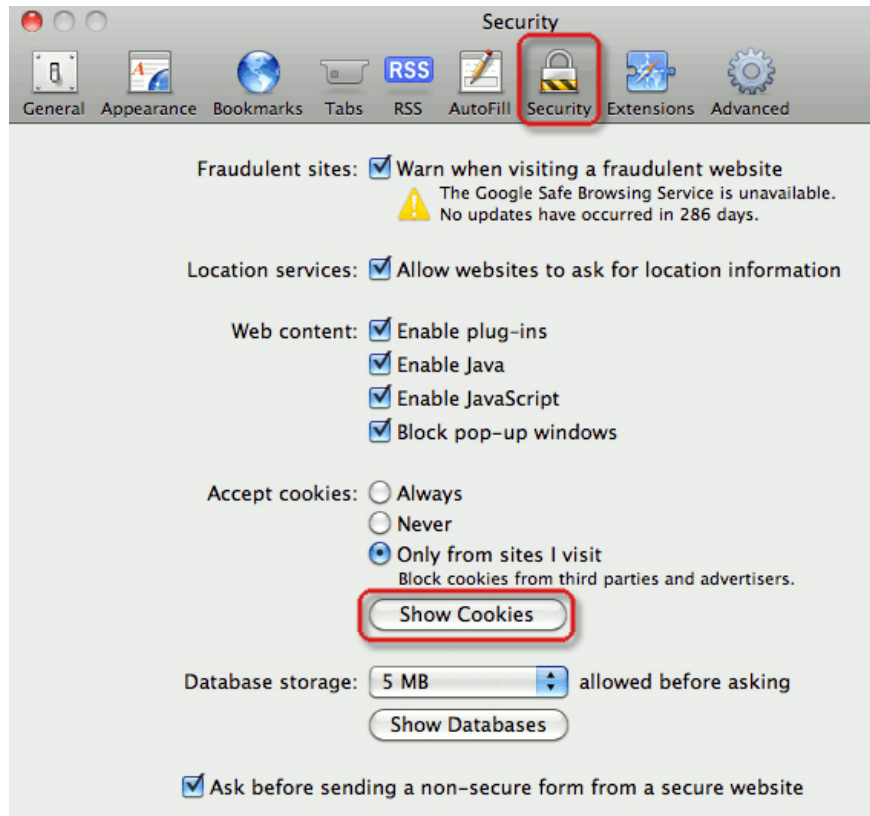 Security
RSS
General Appearance Bookmarks Tabs RSS AutoFill Security Extensions Advanced
Fraudulent sites: Warn when visiting a fraudulent website
The Google Safe Browsing Service is unavailable.
No updates have occurred in 286 days.
Location services: Allow websites to ask for location information
Web content: Enable plug-ins
Enable Java
Enable JavaScript
Block pop-up windows
Accept cookies: Always
Never
Only from sites I visit
Block cookies from third parties and advertisers.
Show Cookies
Database storage: 5 MB allowed before asking
Show Databases
Ask before sending a non-secure form from a secure website